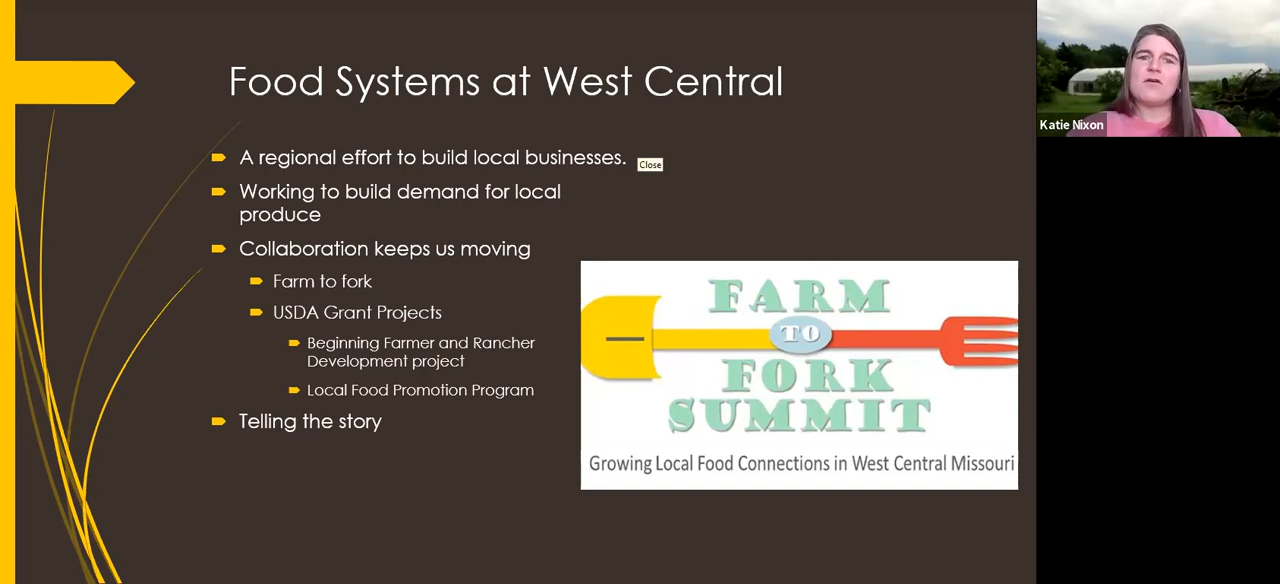 Food Systems at West Central
A regional effort to build local businesses.
Close
Working to build demand for local
produce
Collaboration keeps us moving
Farm to fork
USDA Grant Projects
Beginning Farmer and Rancher
Development project
Local Food Promotion Program
Telling the story
FARM
TO
FORK
SUMMIT
Growing Local Food Connections in West Central Missouri
Katie Nixon